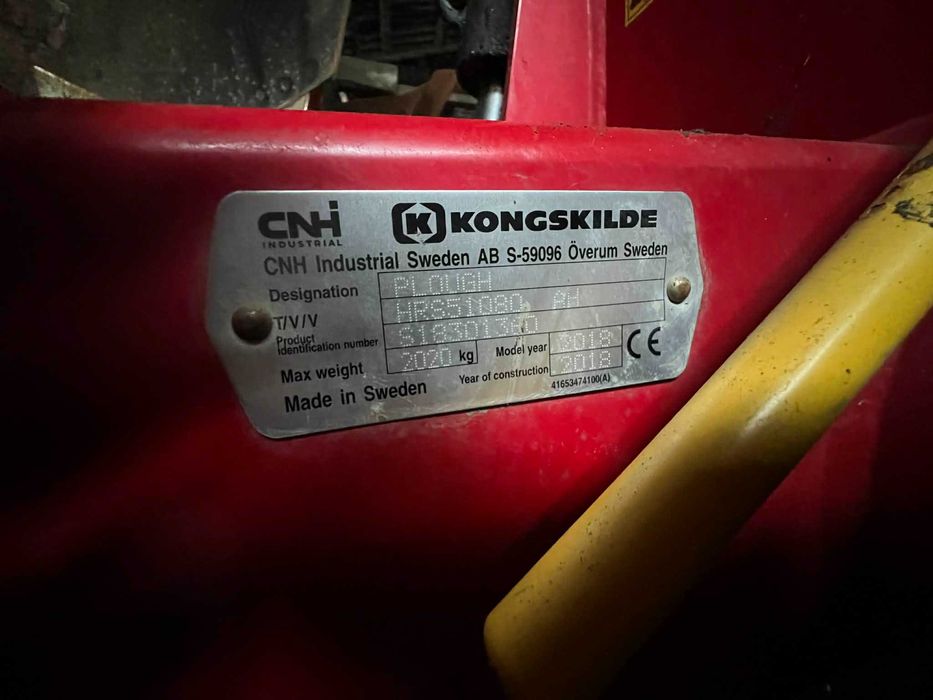 CNH
INDUSTRIAL
K KONGSKILDE
CNH Industrial Sweden AB S-59096 Överum Sweden
Designation PLOUGH
T/V/V HRS51080 AH
Product identification number S18301360
Max weight 2020 kg Model year 2018
Year of construction 2018
CE
Made in Sweden 41653474100(A)